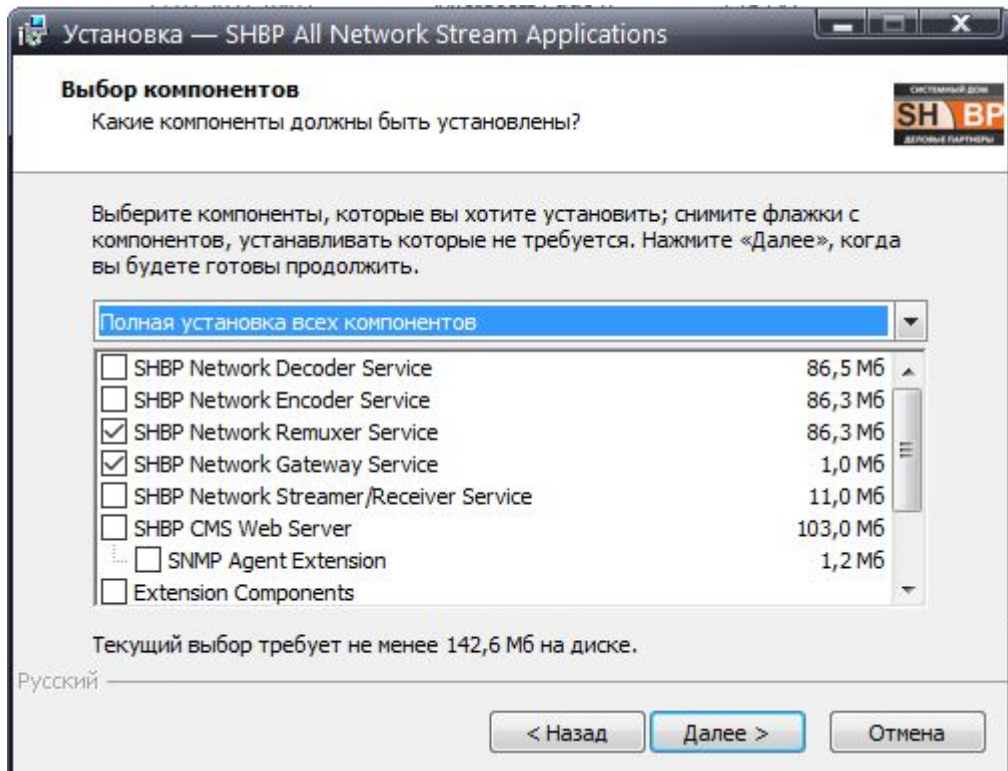 Установка — SHBP All Network Stream Applications
Выбор компонентов
Какие компоненты должны быть установлены?
СИСТЕМНЫЙ ДОМ
SH BP
ДЕЛОВЫЕ ПАРТНЕРЫ
Выберите компоненты, которые вы хотите установить; снимите флажки с
компонентов, устанавливать которые не требуется. Нажмите «Далее», когда
вы будете готовы продолжить.
Полная установка всех компонентов
SHBP Network Decoder Service 86,5 Мб
SHBP Network Encoder Service 86,3 Мб
SHBP Network Remuxer Service 86,3 Мб
SHBP Network Gateway Service 1,0 Мб
SHBP Network Streamer/Receiver Service 11,0 Мб
SHBP CMS Web Server 103,0 Мб
SNMP Agent Extension 1,2 Мб
Extension Components
Текущий выбор требует не менее 142,6 Мб на диске.
Русский
< Назад Далее > Отмена